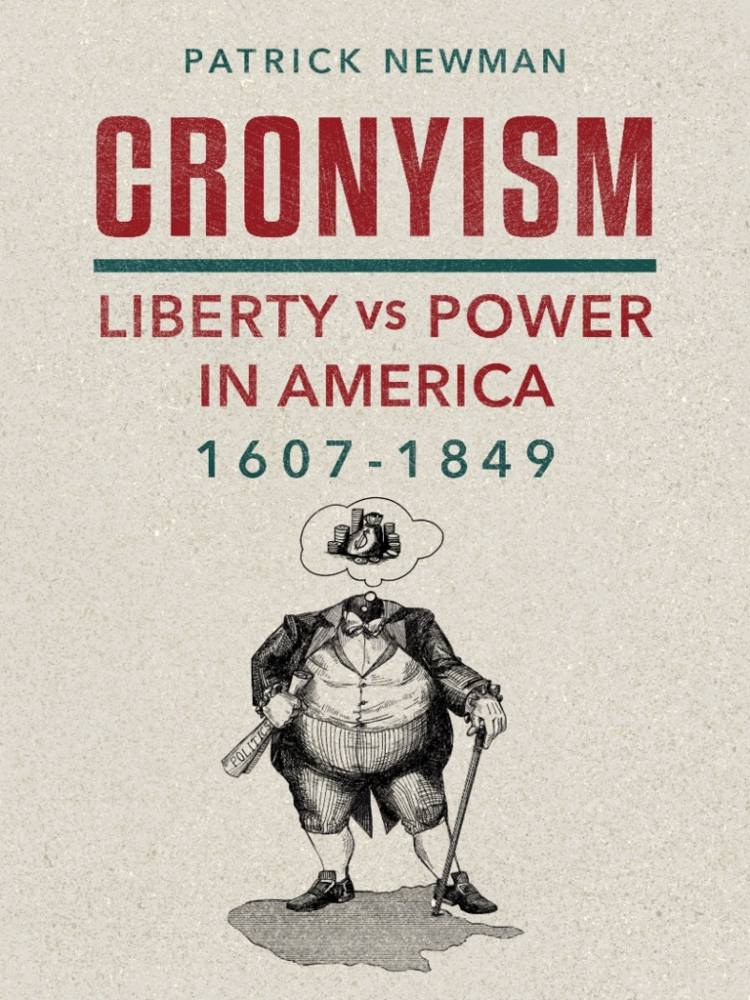 PATRICK NEWMAN
CRONYISM
LIBERTY vs POWER
IN AMERICA
1607-1849
$
POLITICS